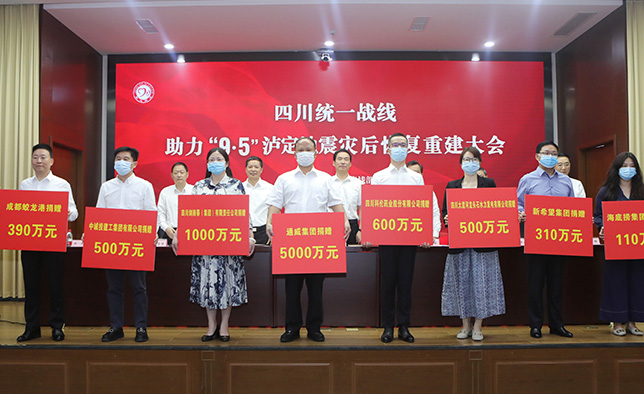 四川统一战线
助力“9·5”泸定地震灾后恢复重建大会
成都蛟龙港捐赠
390万元
中城投建工集团有限公司捐赠
500万元
1000万元
通威集团捐赠
5000万元
四川科伦药业股份有限公司捐赠
600万元
500万元
新希望集团捐赠
310万元
海底捞集团
110万